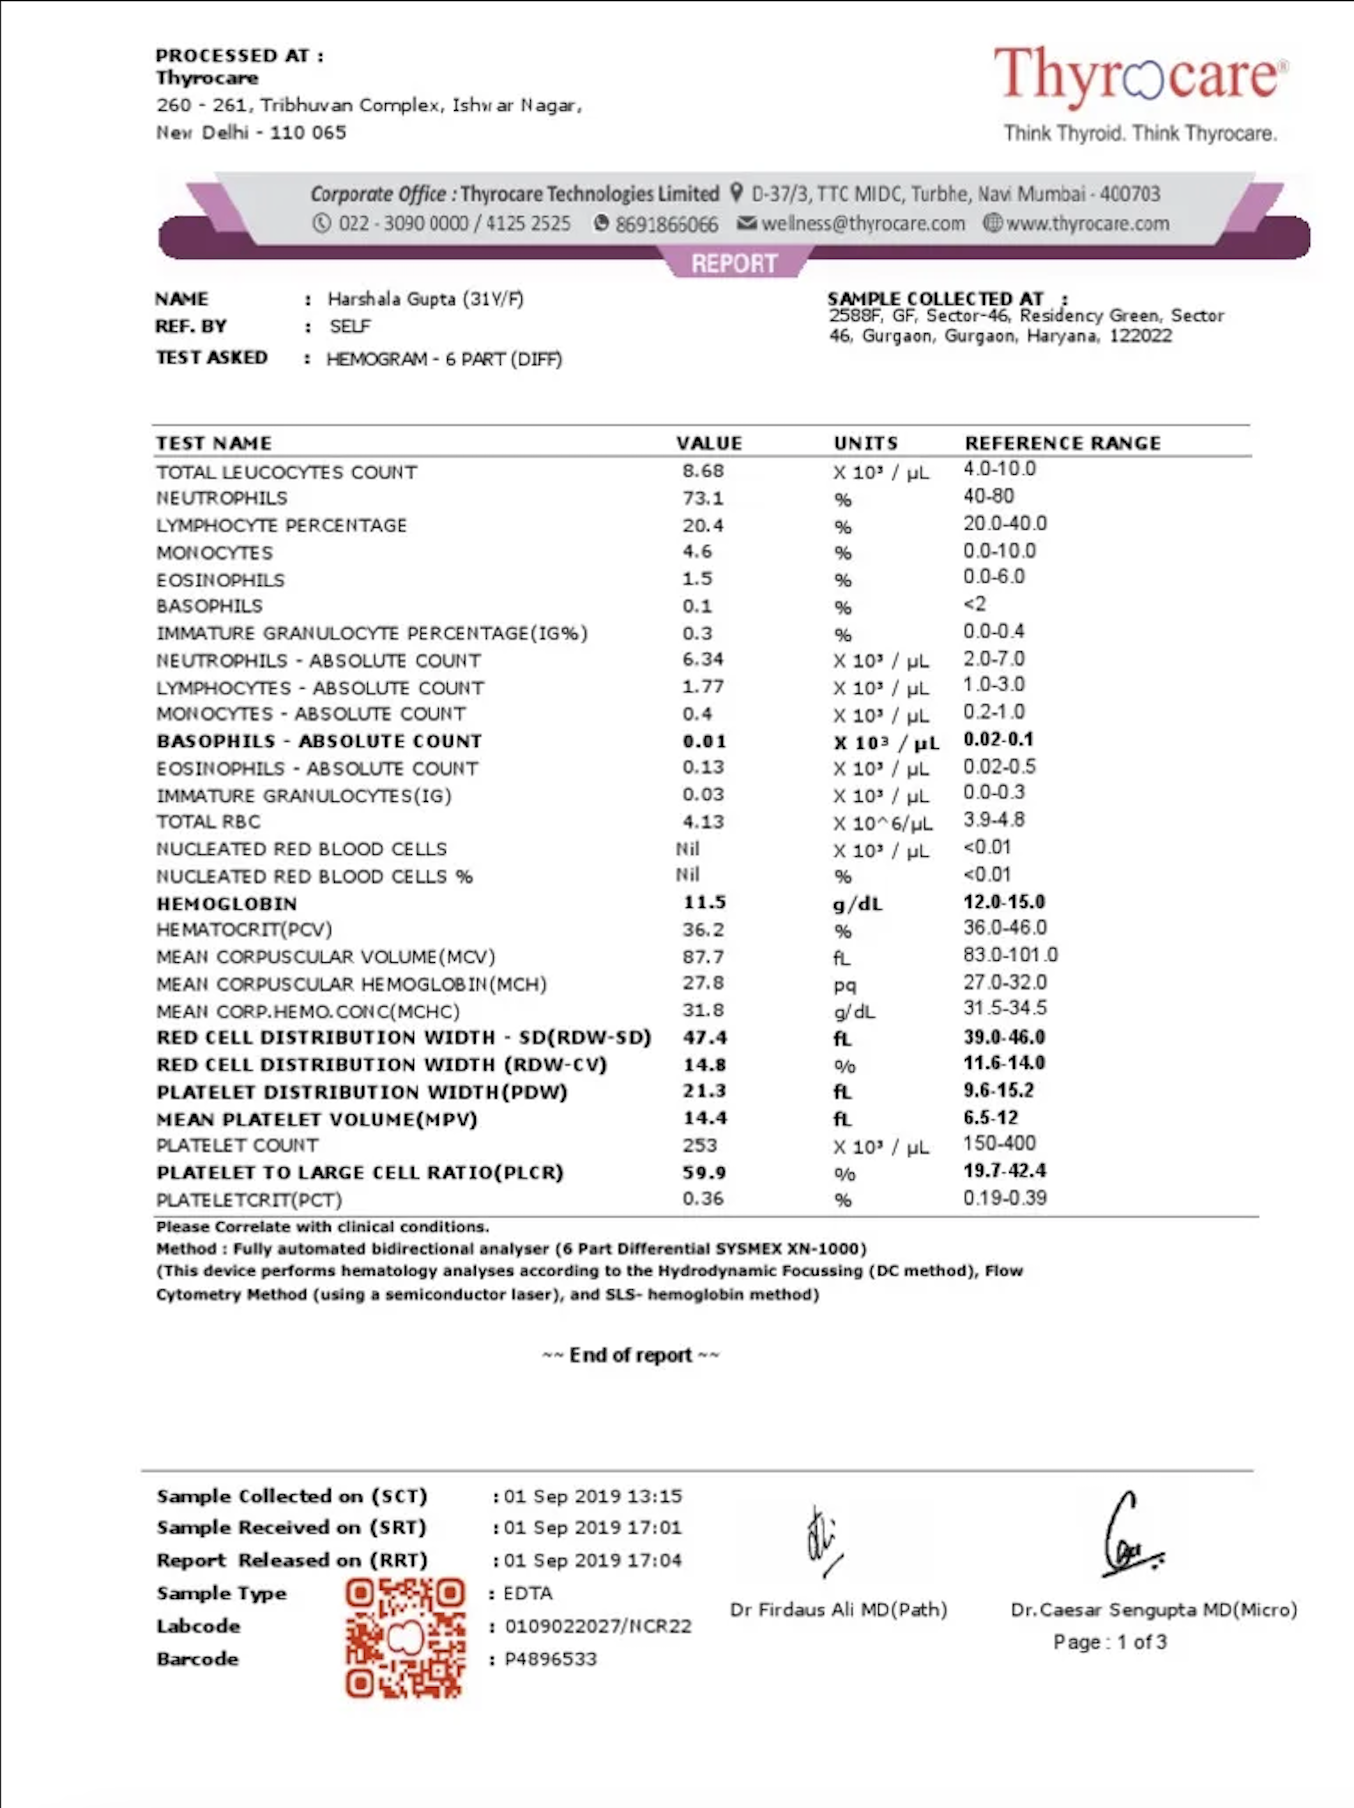 PROCESSED AT :
Thyrocare
260 - 261, Tribhuvan Complex, Ishwar Nagar,
New Delhi - 110 065
Thyrocare®
Think Thyroid. Think Thyrocare.
Corporate Office : Thyrocare Technologies Limited D-37/3, TTC MIDC, Turbhe, Navi Mumbai - 400703
022 - 3090 0000 / 4125 2525 8691866066 wellness@thyrocare.com www.thyrocare.com
REPORT
NAME : Harshala Gupta (31Y/F)
REF. BY : SELF
TEST ASKED : HEMOGRAM - 6 PART (DIFF)
SAMPLE COLLECTED AT :
2588F, GF, Sector-46, Residency Green, Sector
46, Gurgaon, Gurgaon, Haryana, 122022
TEST NAME VALUE UNITS REFERENCE RANGE
TOTAL LEUCOCYTES COUNT 8.68 X 10³ / µL 4.0-10.0
NEUTROPHILS 73.1 % 40-80
LYMPHOCYTE PERCENTAGE 20.4 % 20.0-40.0
MONOCYTES 4.6 % 0.0-10.0
EOSINOPHILS 1.5 % 0.0-6.0
BASOPHILS 0.1 % <2
IMMATURE GRANULOCYTE PERCENTAGE(IG%) 0.3 % 0.0-0.4
NEUTROPHILS - ABSOLUTE COUNT 6.34 X 10³ / µL 2.0-7.0
LYMPHOCYTES - ABSOLUTE COUNT 1.77 X 10³ / µL 1.0-3.0
MONOCYTES - ABSOLUTE COUNT 0.4 X 10³ / µL 0.2-1.0
BASOPHILS - ABSOLUTE COUNT 0.01 X 10³ / µL 0.02-0.1
EOSINOPHILS - ABSOLUTE COUNT 0.13 X 10³ / µL 0.02-0.5
IMMATURE GRANULOCYTES(IG) 0.03 X 10³ / µL 0.0-0.3
TOTAL RBC 4.13 X 10^6/µL 3.9-4.8
NUCLEATED RED BLOOD CELLS Nil X 10³ / µL <0.01
NUCLEATED RED BLOOD CELLS % Nil % <0.01
HEMOGLOBIN 11.5 g/dL 12.0-15.0
HEMATOCRIT(PCV) 36.2 % 36.0-46.0
MEAN CORPUSCULAR VOLUME(MCV) 87.7 fL 83.0-101.0
MEAN CORPUSCULAR HEMOGLOBIN(MCH) 27.8 pq 27.0-32.0
MEAN CORP.HEMO.CONC(MCHC) 31.8 g/dL 31.5-34.5
RED CELL DISTRIBUTION WIDTH - SD(RDW-SD) 47.4 fL 39.0-46.0
RED CELL DISTRIBUTION WIDTH (RDW-CV) 14.8 % 11.6-14.0
PLATELET DISTRIBUTION WIDTH(PDW) 21.3 fL 9.6-15.2
MEAN PLATELET VOLUME(MPV) 14.4 fL 6.5-12
PLATELET COUNT 253 X 10³ / µL 150-400
PLATELET TO LARGE CELL RATIO(PLCR) 59.9 % 19.7-42.4
PLATELETCRIT(PCT) 0.36 % 0.19-0.39
Please Correlate with clinical conditions.
Method : Fully automated bidirectional analyser (6 Part Differential SYSMEX XN-1000)
(This device performs hematology analyses according to the Hydrodynamic Focussing (DC method), Flow
Cytometry Method (using a semiconductor laser), and SLS- hemoglobin method)
~~ End of report ~~
Sample Collected on (SCT) : 01 Sep 2019 13:15
Sample Received on (SRT) : 01 Sep 2019 17:01
Report Released on (RRT) : 01 Sep 2019 17:04
Sample Type : EDTA
Labcode : 0109022027/NCR22
Barcode : P4896533
Dr Firdaus Ali MD(Path)
Dr.Caesar Sengupta MD(Micro)
Page : 1 of 3